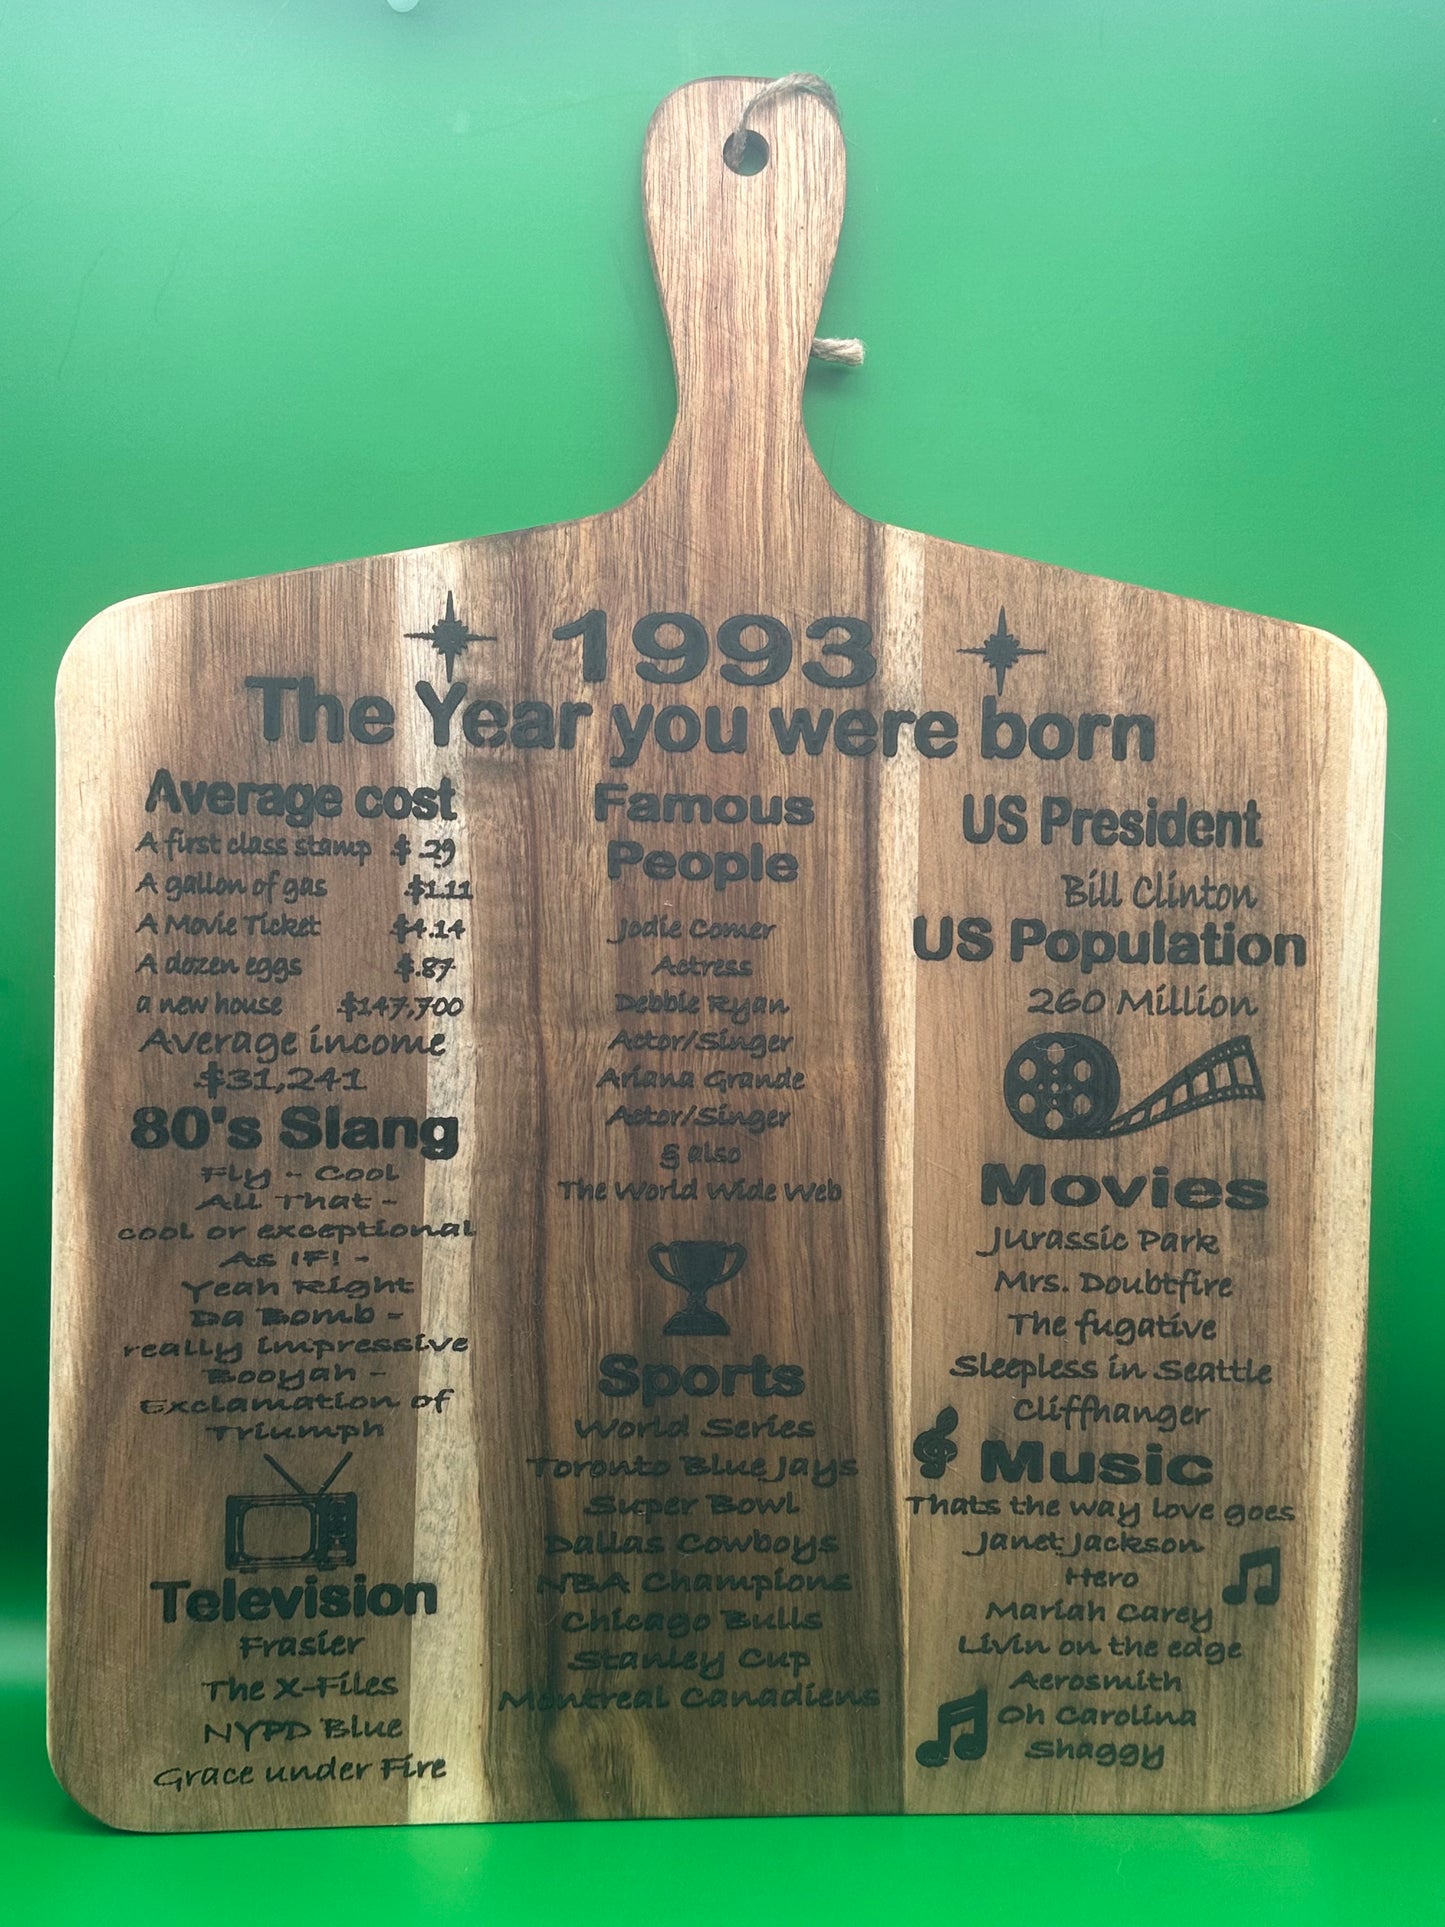 1993
The Year you were born
Average cost
A first class stamp $ .29
A gallon of gas $1.11
A Movie Ticket $4.14
A dozen eggs $.87
a new house $147,700
Average income
$31,241
80's Slang
Fly - Cool
All That -
cool or exceptional
As IF! -
Yeah Right
Da Bomb -
really impressive
Booyah -
Exclamation of
Triumph
Television
Frasier
The X-Files
NYPD Blue
Grace under Fire
Famous
People
Jodie Comer
Actress
Debbie Ryan
Actor/Singer
Ariana Grande
Actor/Singer
& also
The World Wide Web
Sports
World Series
Toronto Blue Jays
Super Bowl
Dallas Cowboys
NBA Champions
Chicago Bulls
Stanley Cup
Montreal Canadiens
US President
Bill Clinton
US Population
260 Million
Movies
Jurassic Park
Mrs. Doubtfire
The fugative
Sleepless in Seattle
Cliffhanger
Music
Thats the way love goes
Janet Jackson
Hero
Mariah Carey
Livin on the edge
Aerosmith
Oh Carolina
Shaggy